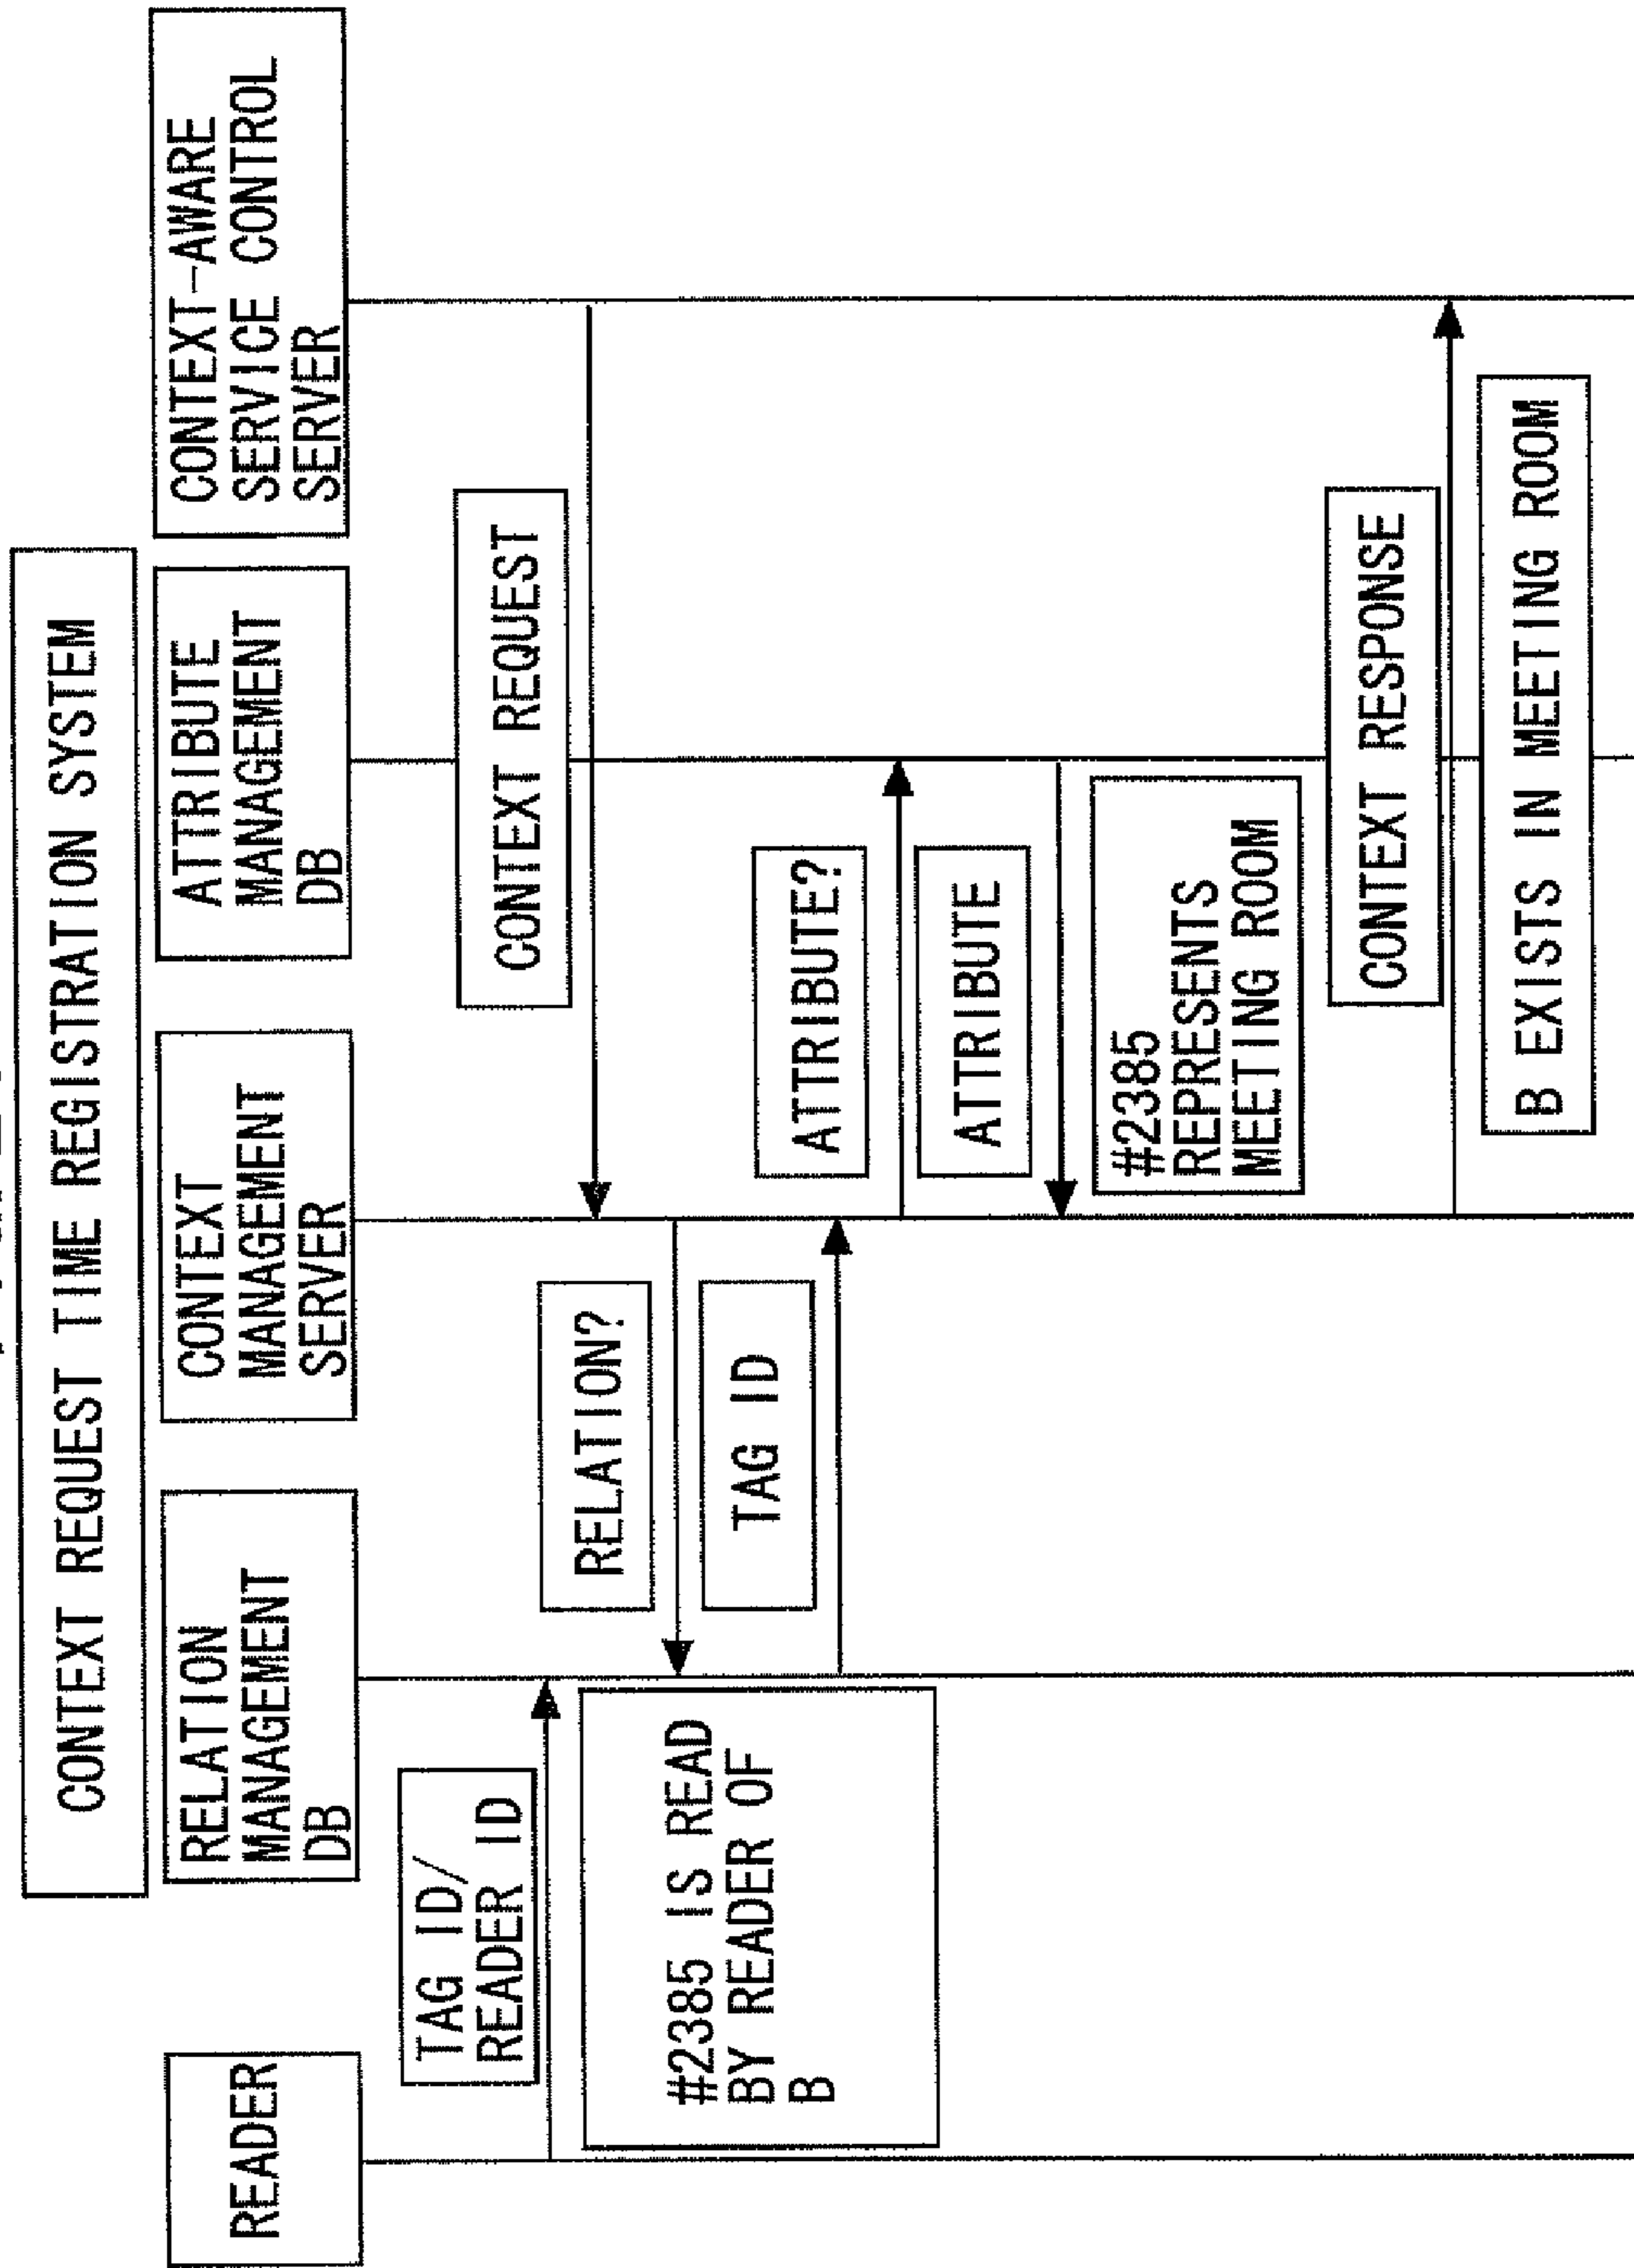 CONTEXT REQUEST TIME REGISTRATION SYSTEM
READER
RELATION
MANAGEMENT
DB
CONTEXT
MANAGEMENT
SERVER
ATTRIBUTE
MANAGEMENT
DB
CONTEXT-AWARE
SERVICE CONTROL
SERVER
TAG ID/
READER ID
#2385 IS READ
BY READER OF
B
CONTEXT REQUEST
RELATION?
TAG ID
ATTRIBUTE?
ATTRIBUTE
#2385
REPRESENTS
MEETING ROOM
CONTEXT RESPONSE
B EXISTS IN MEETING ROOM